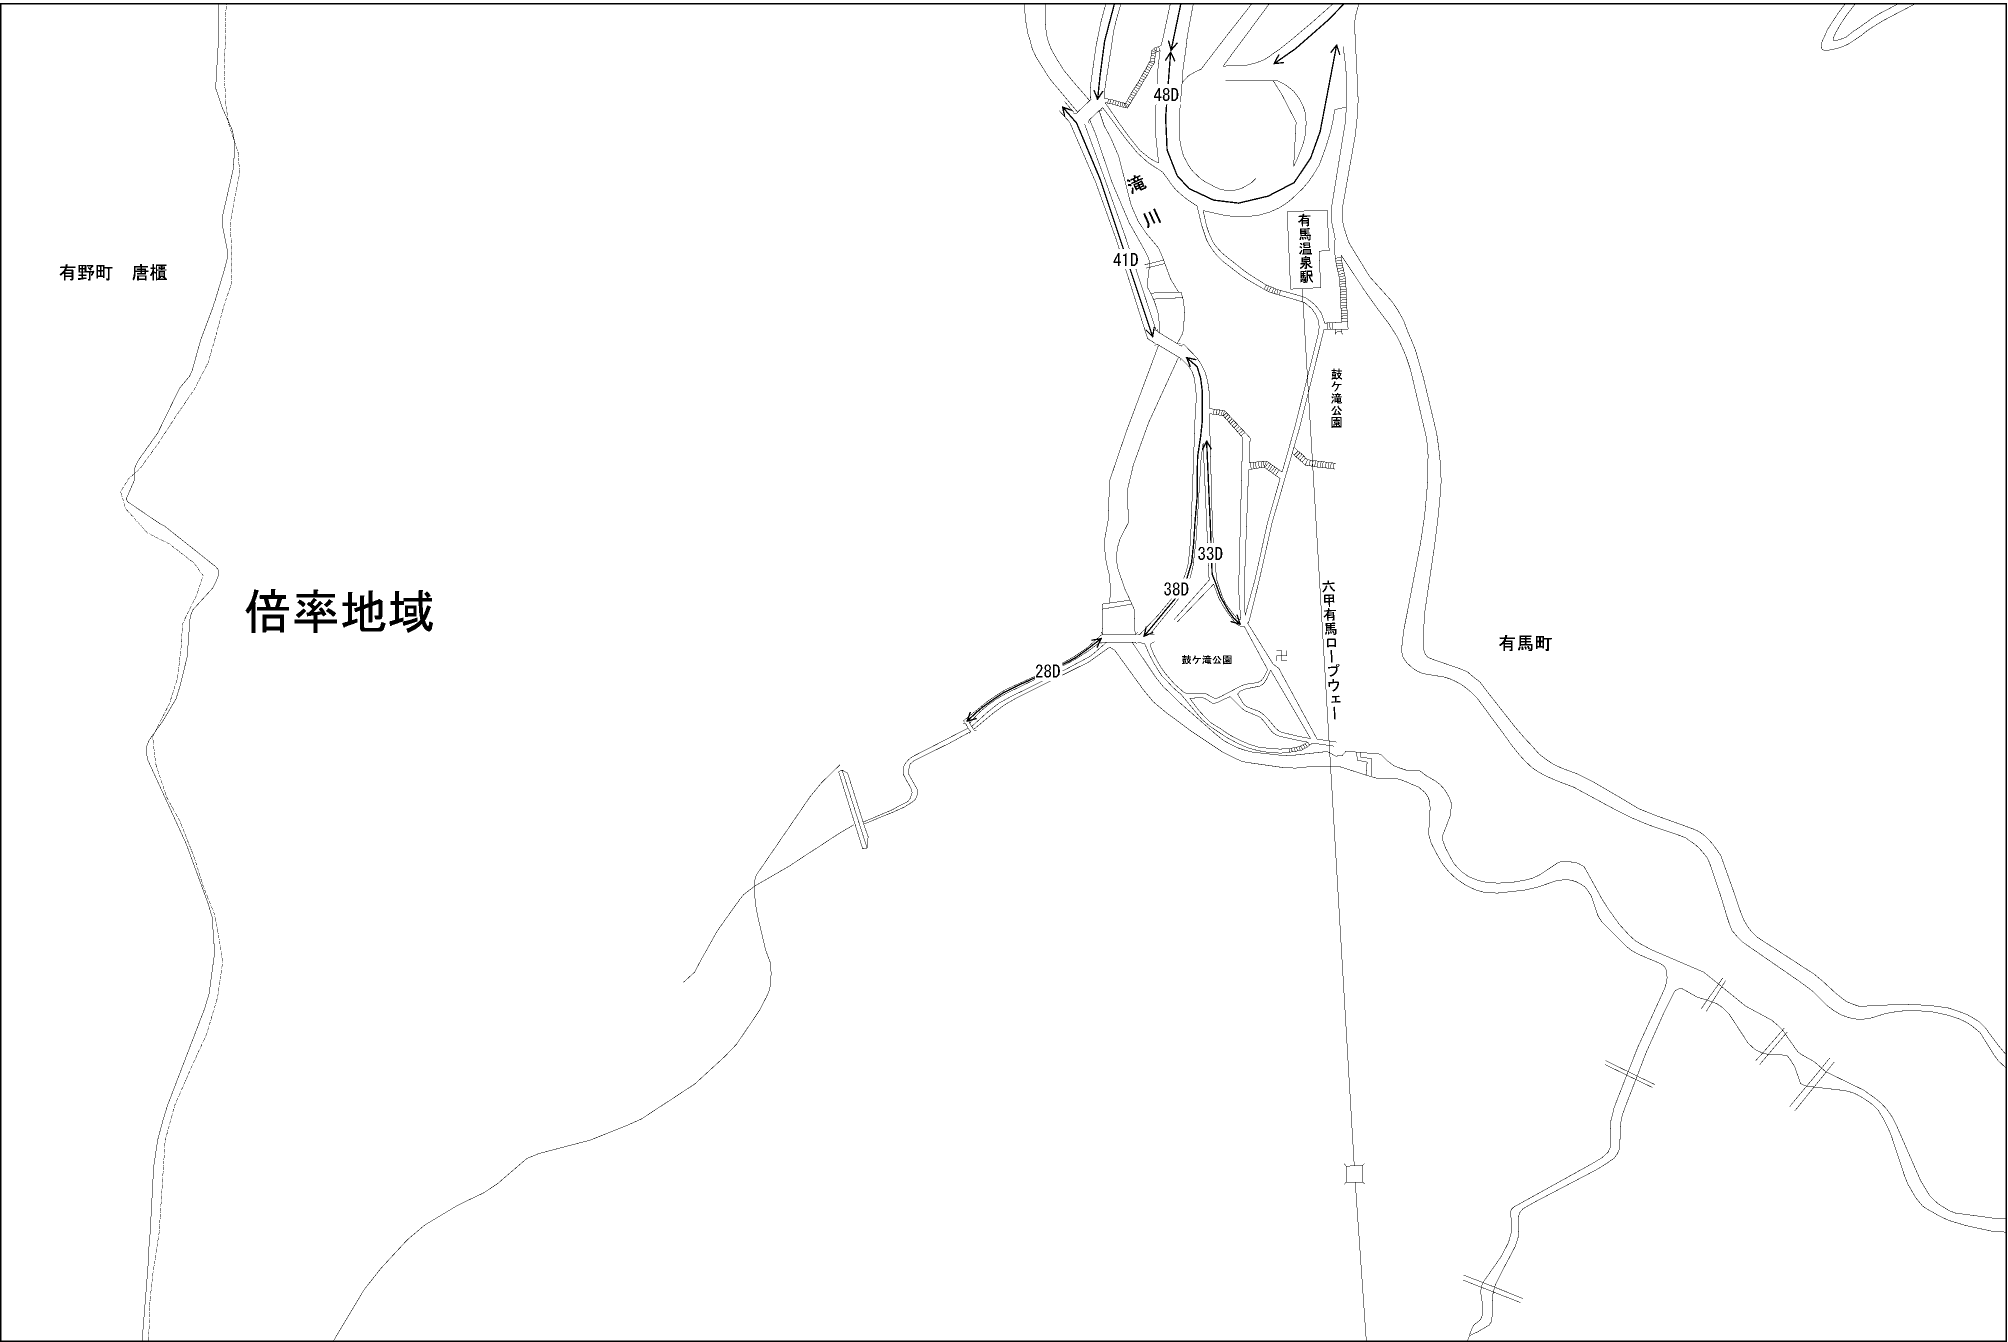 48D
滝川
有馬温泉駅
41D
有野町 唐櫃
鼓ケ滝公園
33D
38D
倍率地域
六甲有馬ロープウェー
有馬町
鼓ケ滝公園
卍
28D